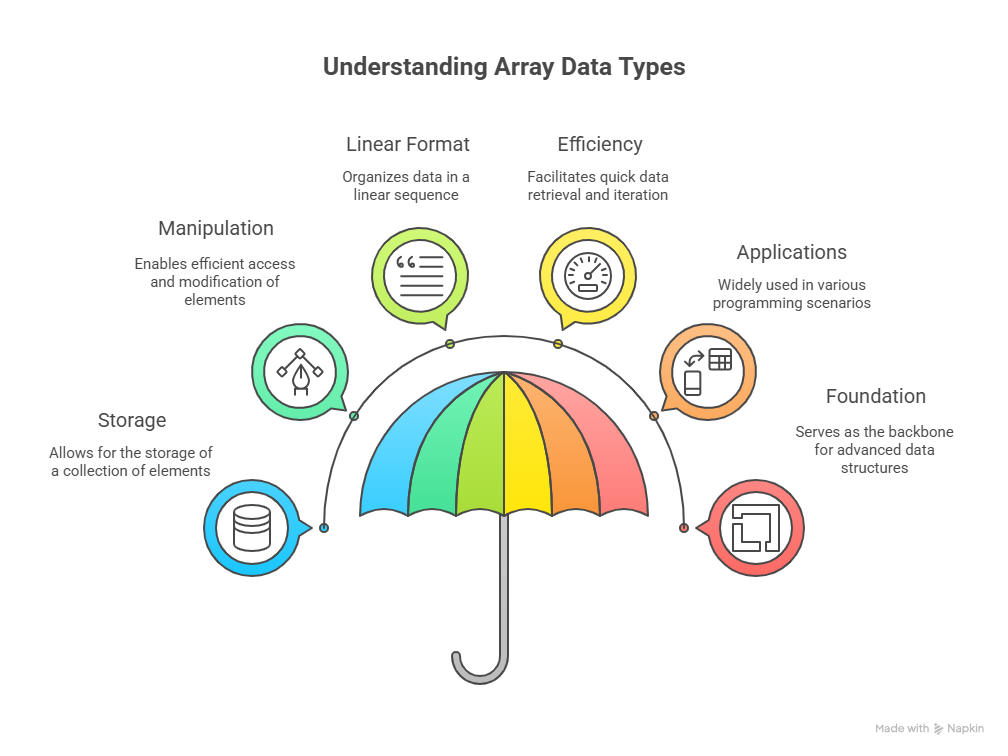 Understanding Array Data Types
Linear Format
Organizes data in a
linear sequence
Efficiency
Facilitates quick data
retrieval and iteration
Manipulation
Enables efficient access
and modification of
elements
Applications
Widely used in various
programming scenarios
Storage
Allows for the storage of
a collection of elements
Foundation
Serves as the backbone
for advanced data
structures
Made with Napkin